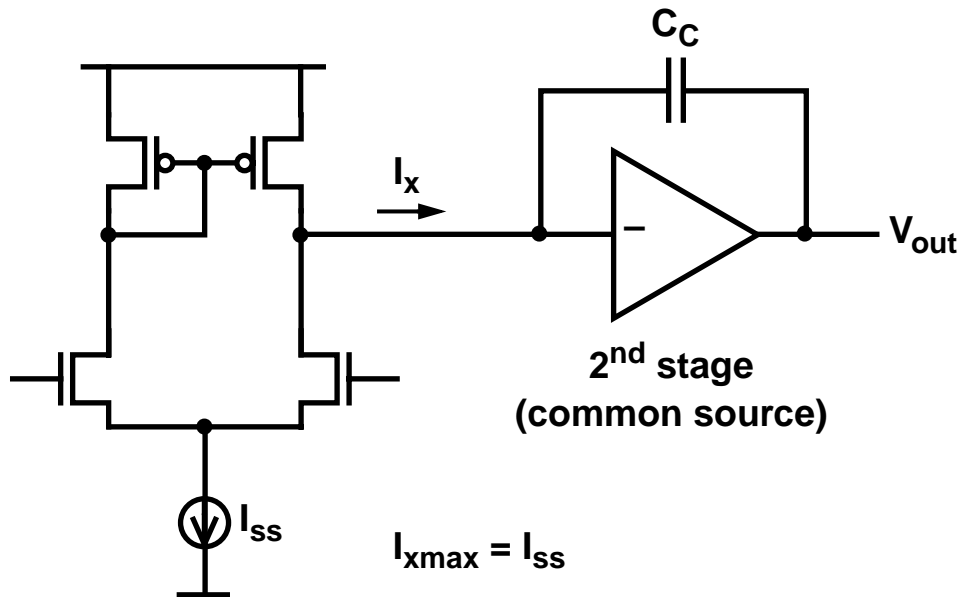 C_C
I_x
−
V_out
2^nd stage
(common source)
I_ss
I_xmax = I_ss